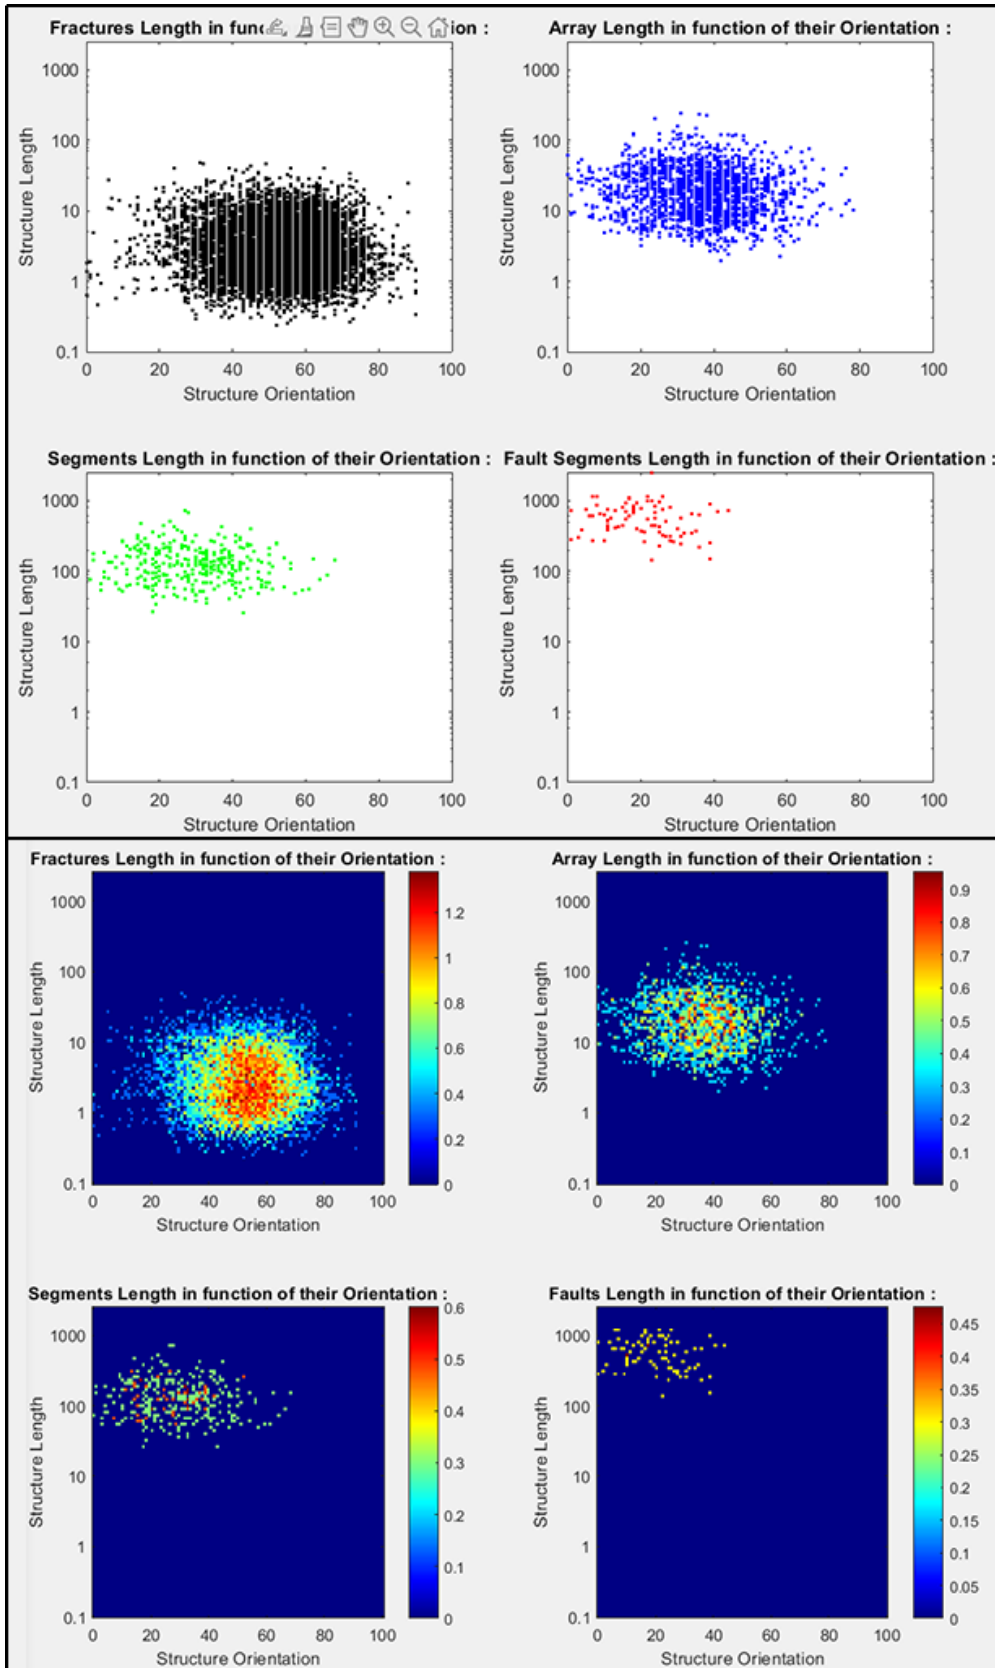 Fractures Length in func ion :
Array Length in function of their Orientation :
1000
100
10
1
0.1
0 20 40 60 80 100
Structure Length
Structure Orientation
1000
100
10
1
0.1
0 20 40 60 80 100
Structure Length
Structure Orientation
Segments Length in function of their Orientation :
Fault Segments Length in function of their Orientation :
1000
100
10
1
0.1
0 20 40 60 80 100
Structure Length
Structure Orientation
1000
100
10
1
0.1
0 20 40 60 80 100
Structure Length
Structure Orientation
Fractures Length in function of their Orientation :
Array Length in function of their Orientation :
1000
100
10
1
0.1
0 20 40 60 80 100
Structure Length
Structure Orientation
1.2
1
0.8
0.6
0.4
0.2
0
1000
100
10
1
0.1
0 20 40 60 80 100
Structure Length
Structure Orientation
0.9
0.8
0.7
0.6
0.5
0.4
0.3
0.2
0.1
0
Segments Length in function of their Orientation :
Faults Length in function of their Orientation :
1000
100
10
1
0.1
0 20 40 60 80 100
Structure Length
Structure Orientation
0.6
0.5
0.4
0.3
0.2
0.1
0
1000
100
10
1
0.1
0 20 40 60 80 100
Structure Length
Structure Orientation
0.45
0.4
0.35
0.3
0.25
0.2
0.15
0.1
0.05
0